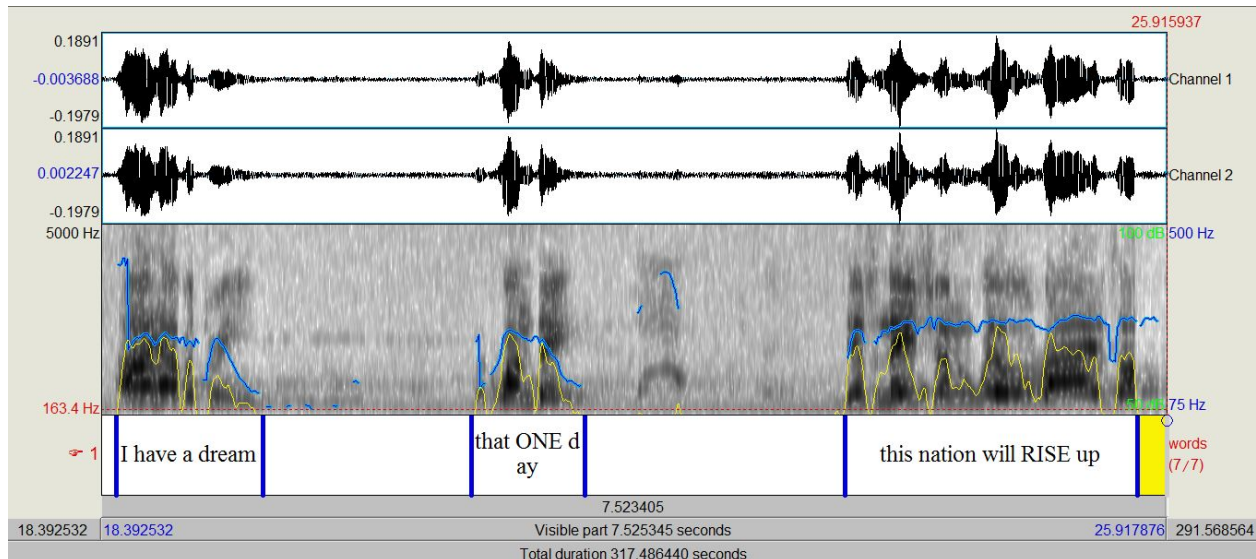 25.915937
0.1891
-0.003688
Channel 1
-0.1979
0.1891
0.002247
Channel 2
-0.1979
5000 Hz
100 dB 500 Hz
163.4 Hz
50 dB 75 Hz
1
I have a dream
that ONE d
ay
this nation will RISE up
words
(7/7)
7.523405
18.392532 18.392532 Visible part 7.525345 seconds 25.917876 291.568564
Total duration 317.486440 seconds